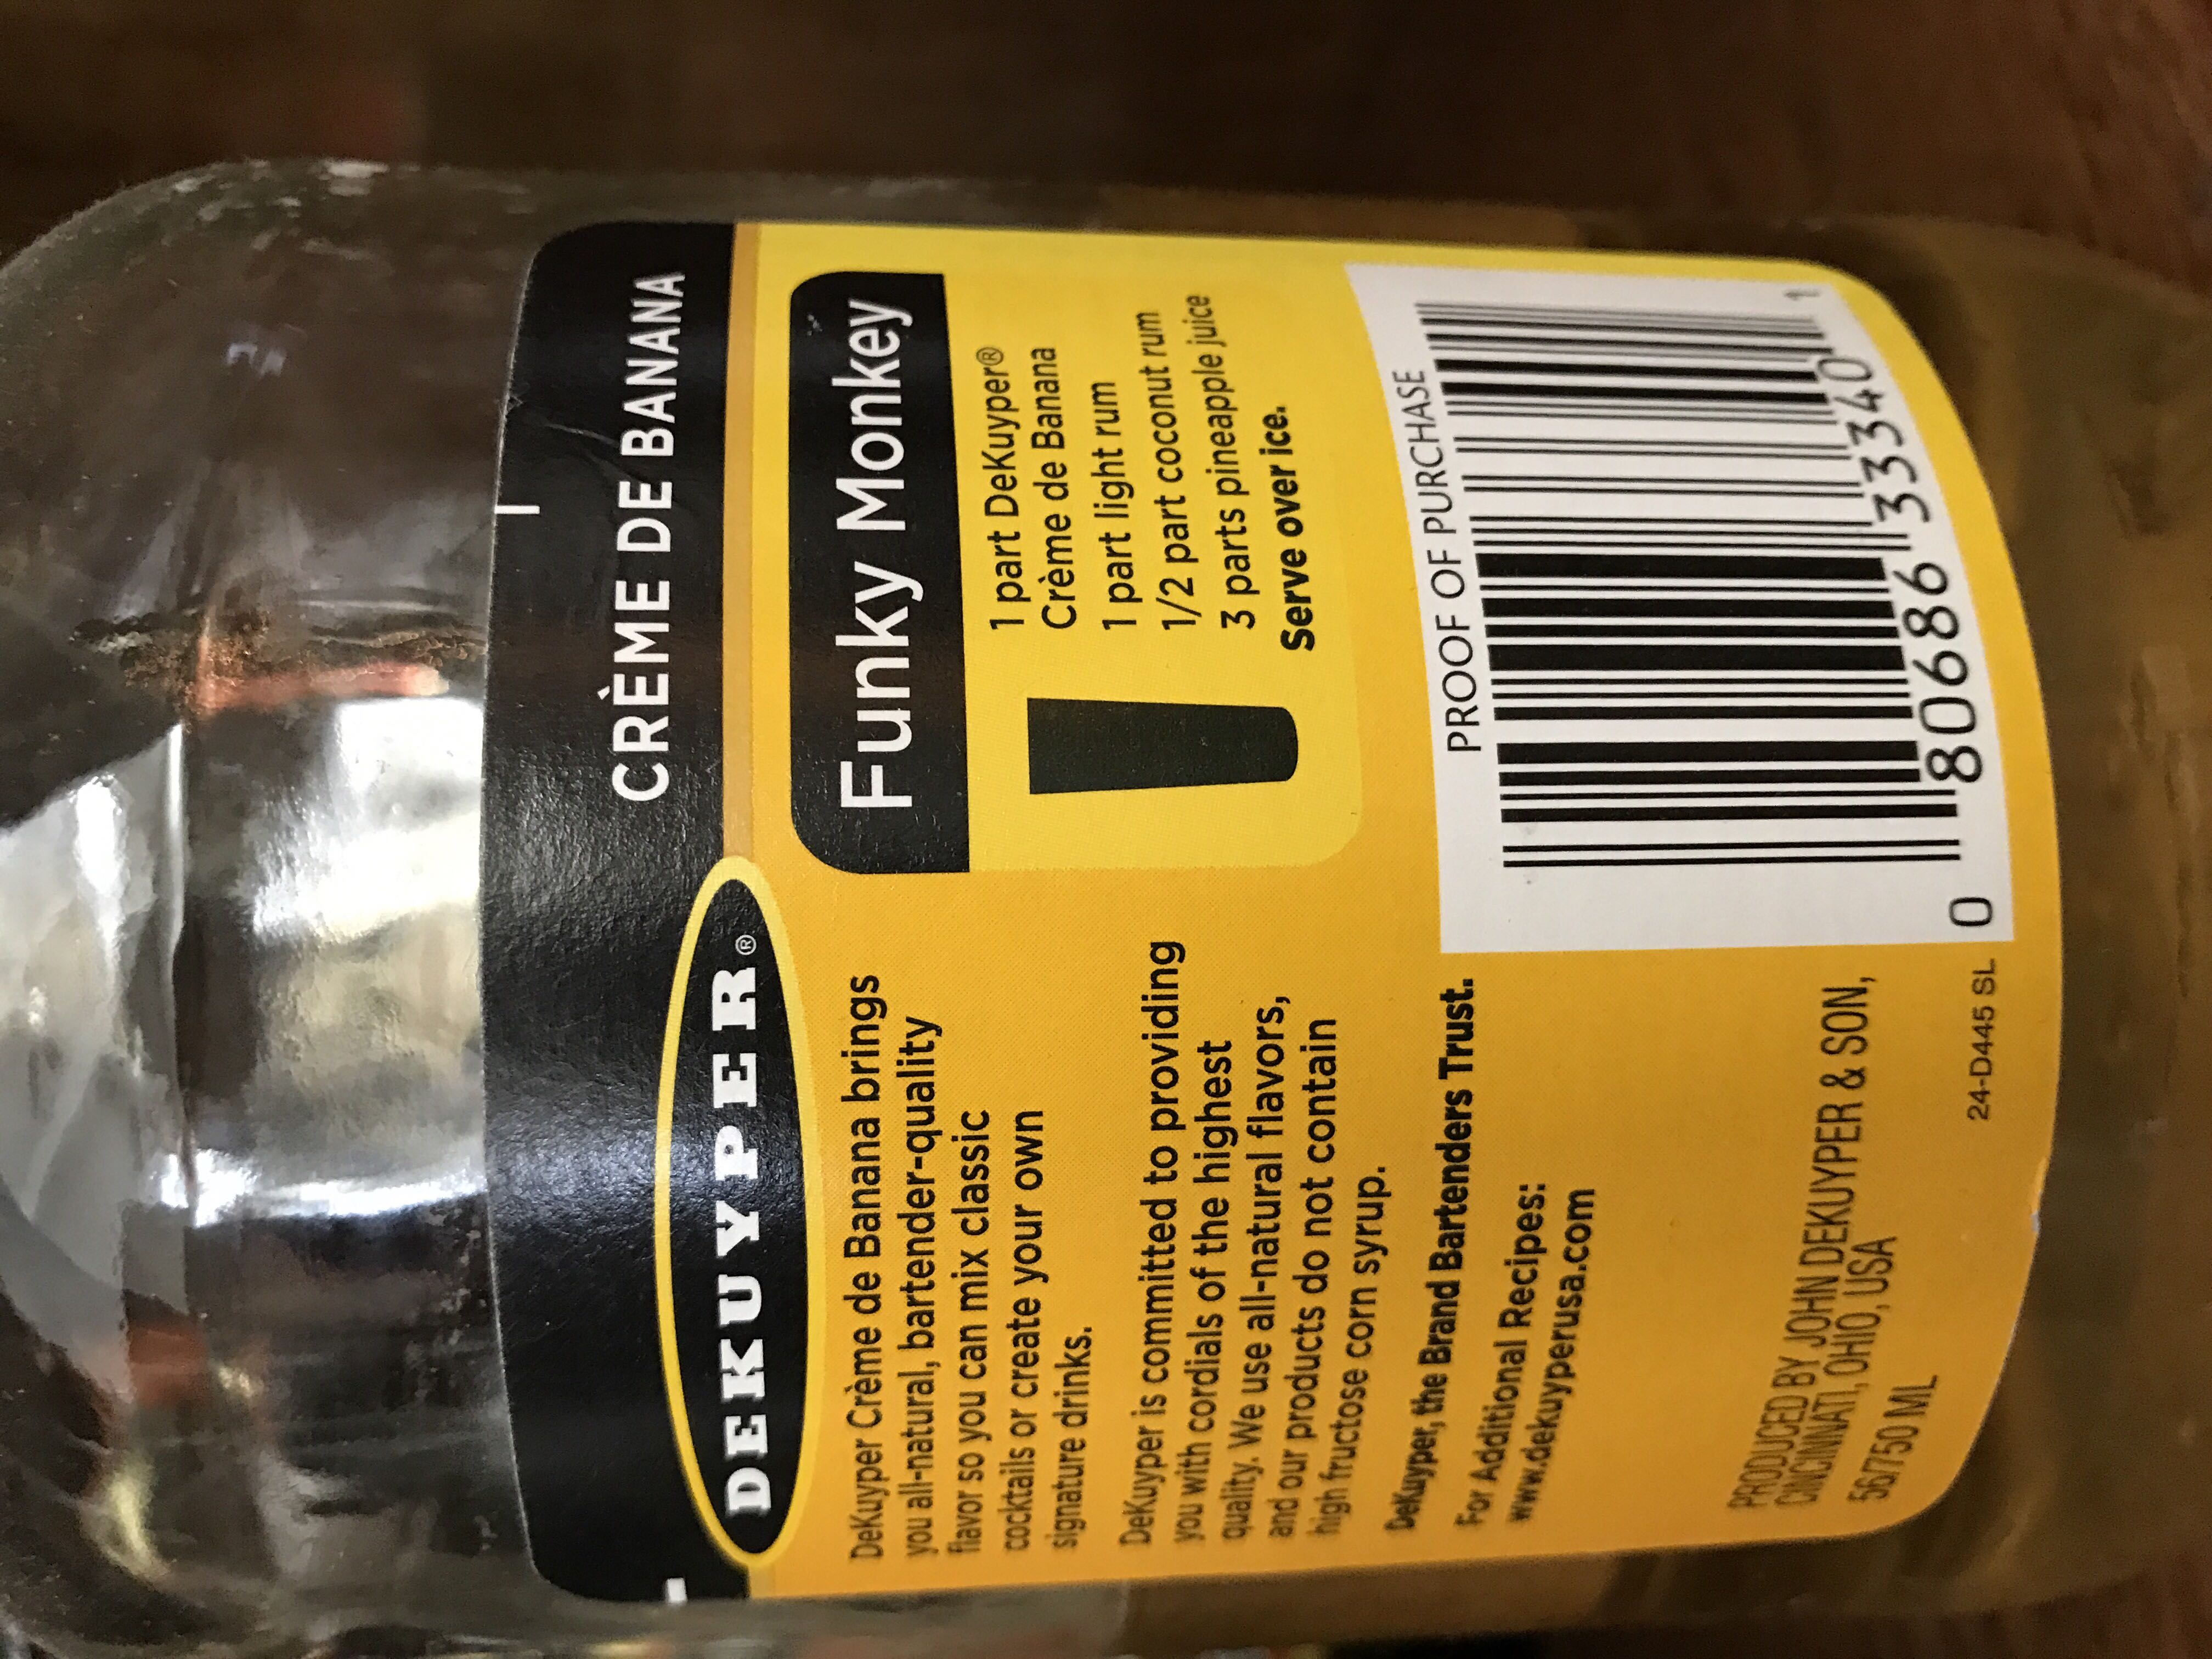 CRÈME DE BANANA
DEKUYPER®
DeKuyper Crème de Banana brings
you all-natural, bartender-quality
flavor so you can mix classic
cocktails or create your own
signature drinks.
DeKuyper is committed to providing
you with cordials of the highest
quality. We use all-natural flavors,
and our products do not contain
high fructose corn syrup.
DeKuyper, the Brand Bartenders Trust.
For Additional Recipes:
www.dekuyperusa.com
PRODUCED BY JOHN DEKUYPER & SON,
CINCINNATI, OHIO, USA
56/750 ML
24-D445 SL
Funky Monkey
1 part DeKuyper®
Crème de Banana
1 part light rum
1/2 part coconut rum
3 parts pineapple juice
Serve over ice.
PROOF OF PURCHASE
0 80686 33340 1